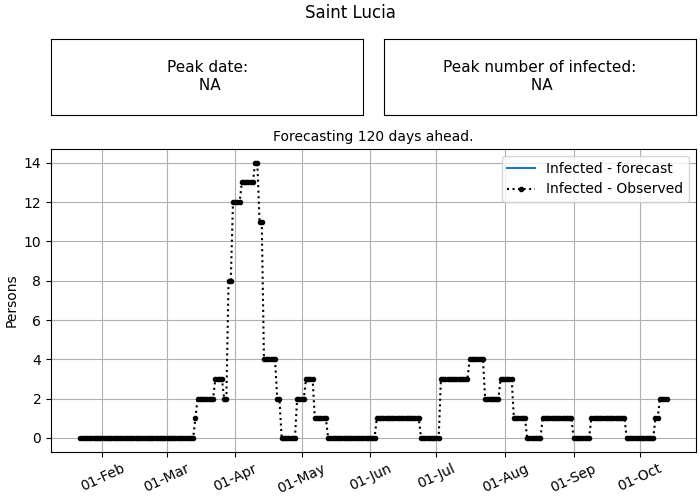 Saint Lucia
Peak date:
NA
Peak number of infected:
NA
Forecasting 120 days ahead.
Infected - forecast
Infected - Observed
Persons
14
12
10
8
6
4
2
0
01-Feb
01-Mar
01-Apr
01-May
01-Jun
01-Jul
01-Aug
01-Sep
01-Oct